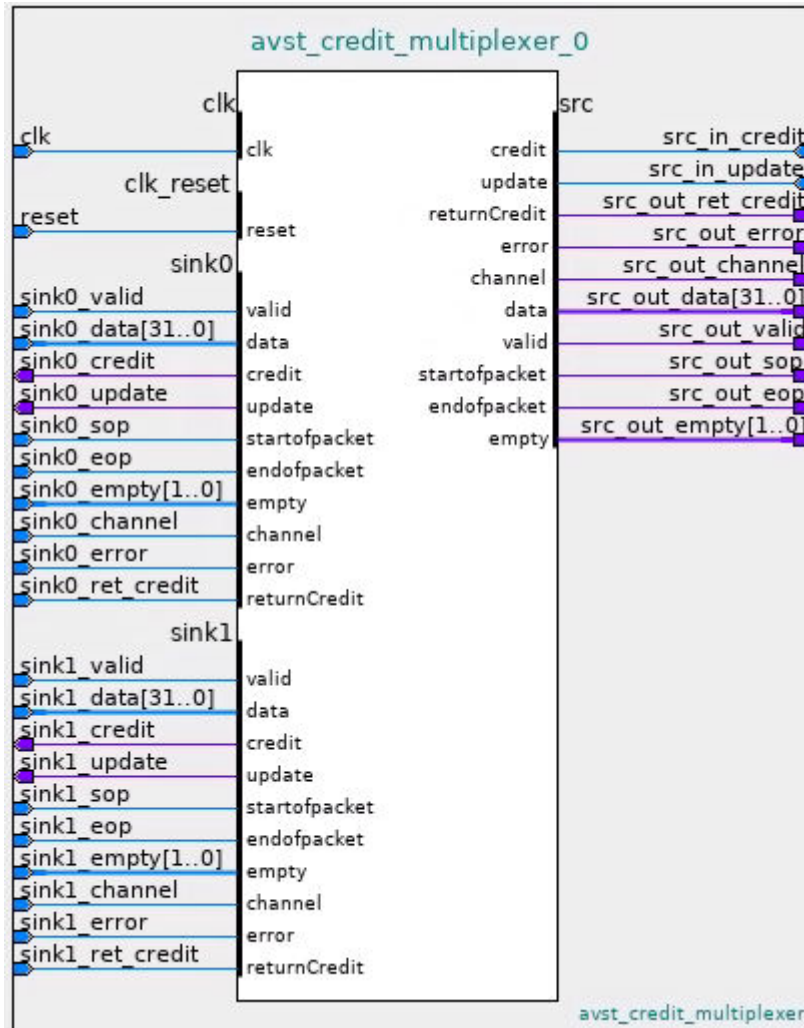 avst_credit_multiplexer_0
clk
clk
clk
clk_reset
reset
reset
sink0
sink0_valid
valid
sink0_data[31..0]
data
sink0_credit
credit
sink0_update
update
sink0_sop
startofpacket
sink0_eop
endofpacket
sink0_empty[1..0]
empty
sink0_channel
channel
sink0_error
error
sink0_ret_credit
returnCredit
sink1
sink1_valid
valid
sink1_data[31..0]
data
sink1_credit
credit
sink1_update
update
sink1_sop
startofpacket
sink1_eop
endofpacket
sink1_empty[1..0]
empty
sink1_channel
channel
sink1_error
error
sink1_ret_credit
returnCredit
src
src_in_credit
credit
src_in_update
update
src_out_ret_credit
returnCredit
src_out_error
error
src_out_channel
channel
src_out_data[31..0]
data
src_out_valid
valid
src_out_sop
startofpacket
src_out_eop
endofpacket
src_out_empty[1..0]
empty
avst_credit_multiplexer